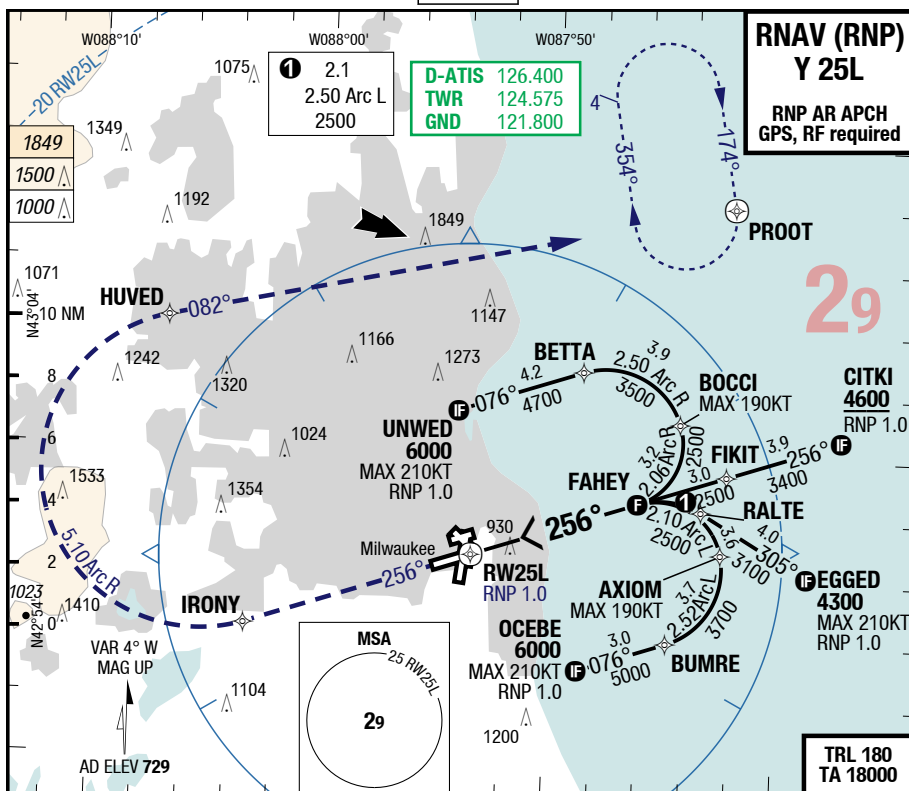 W088°10'
W088°00'
W087°50'
RNAV (RNP)
Y 25L
RNP AR APCH
GPS, RF required
20 RW25L
1075
1 2.1
2.50 Arc L
2500
D-ATIS 126.400
TWR 124.575
GND 121.800
4
354°
174°
PROOT
1849
1500
1000
1349
1192
1849
1071
HUVED
082°
29
N43°04'
10 NM
1147
1242
1320
1166
1273
8
BETTA
3.9
2.50 Arc R
3500
4.2
076°
4700
BOCCI
MAX 190KT
CITKI
4600
RNP 1.0
IF
UNWED
6000
MAX 210KT
RNP 1.0
6
1024
3.2
2.06 Arc R
2500
FIKIT
3.9
256°
3400
IF
FAHEY
3.0
2500
1
1533
1354
4
RALTE
256°
2.10 Arc L
2500
3.6
3100
4.0
305°
930
Milwaukee
5.10 Arc R
2
256°
RW25L
RNP 1.0
AXIOM
MAX 190KT
IF EGGED
4300
MAX 210KT
RNP 1.0
1023
1410
N42°54'
0
IRONY
3.7
2.52 Arc L
3700
OCEBE
6000
MAX 210KT
RNP 1.0
IF
3.0
076°
5000
BUMRE
VAR 4° W
MAG UP
MSA
25 RW25L
29
1104
1200
AD ELEV 729
TRL 180
TA 18000